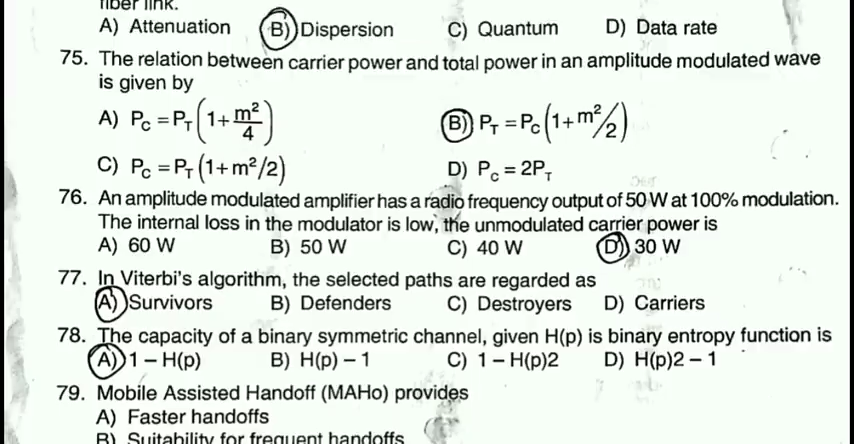 fiber link.
A) Attenuation B) Dispersion C) Quantum D) Data rate
75. The relation between carrier power and total power in an amplitude modulated wave
is given by
A) P_C = P_T (1 + m²/4) B) P_T = P_C (1 + m²/2)
C) P_C = P_T (1 + m²/2) D) P_C = 2P_T
76. An amplitude modulated amplifier has a radio frequency output of 50 W at 100% modulation.
The internal loss in the modulator is low, the unmodulated carrier power is
A) 60 W B) 50 W C) 40 W D) 30 W
77. In Viterbi's algorithm, the selected paths are regarded as
A) Survivors B) Defenders C) Destroyers D) Carriers
78. The capacity of a binary symmetric channel, given H(p) is binary entropy function is
A) 1 – H(p) B) H(p) – 1 C) 1 – H(p)2 D) H(p)2 – 1
79. Mobile Assisted Handoff (MAHo) provides
A) Faster handoffs
B) Suitability for frequent handoffs